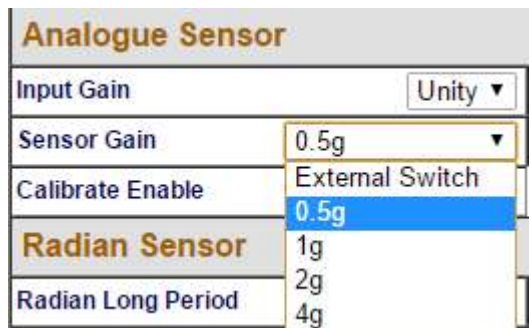 Analogue Sensor
Input Gain Unity ▼
Sensor Gain 0.5g ▼
Calibrate Enable External Switch
0.5g
Radian Sensor 1g
2g
Radian Long Period 4g